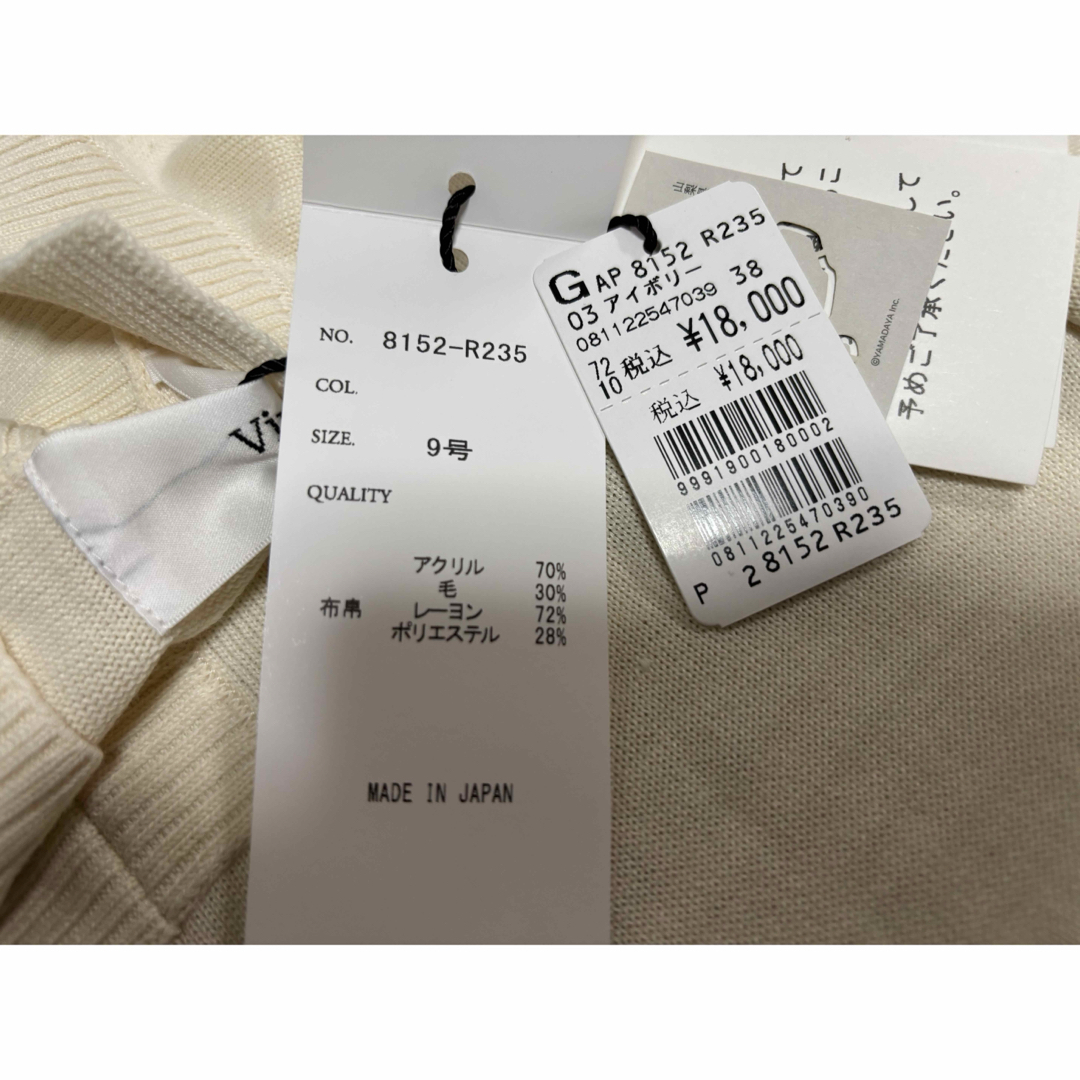 NO. 8152-R235
COL.
SIZE. 9号
QUALITY
アクリル 70%
毛 30%
布帛 レーヨン 72%
ポリエステル 28%
MADE IN JAPAN
G AP 8152 R235
03 アイボリー 38
081122547039
72 税込 ¥18,000
10
税込 ¥18,000
9991900180002
0811225470390
P 28152 R235
©YAMADAYA Inc.
予めご了承ください。